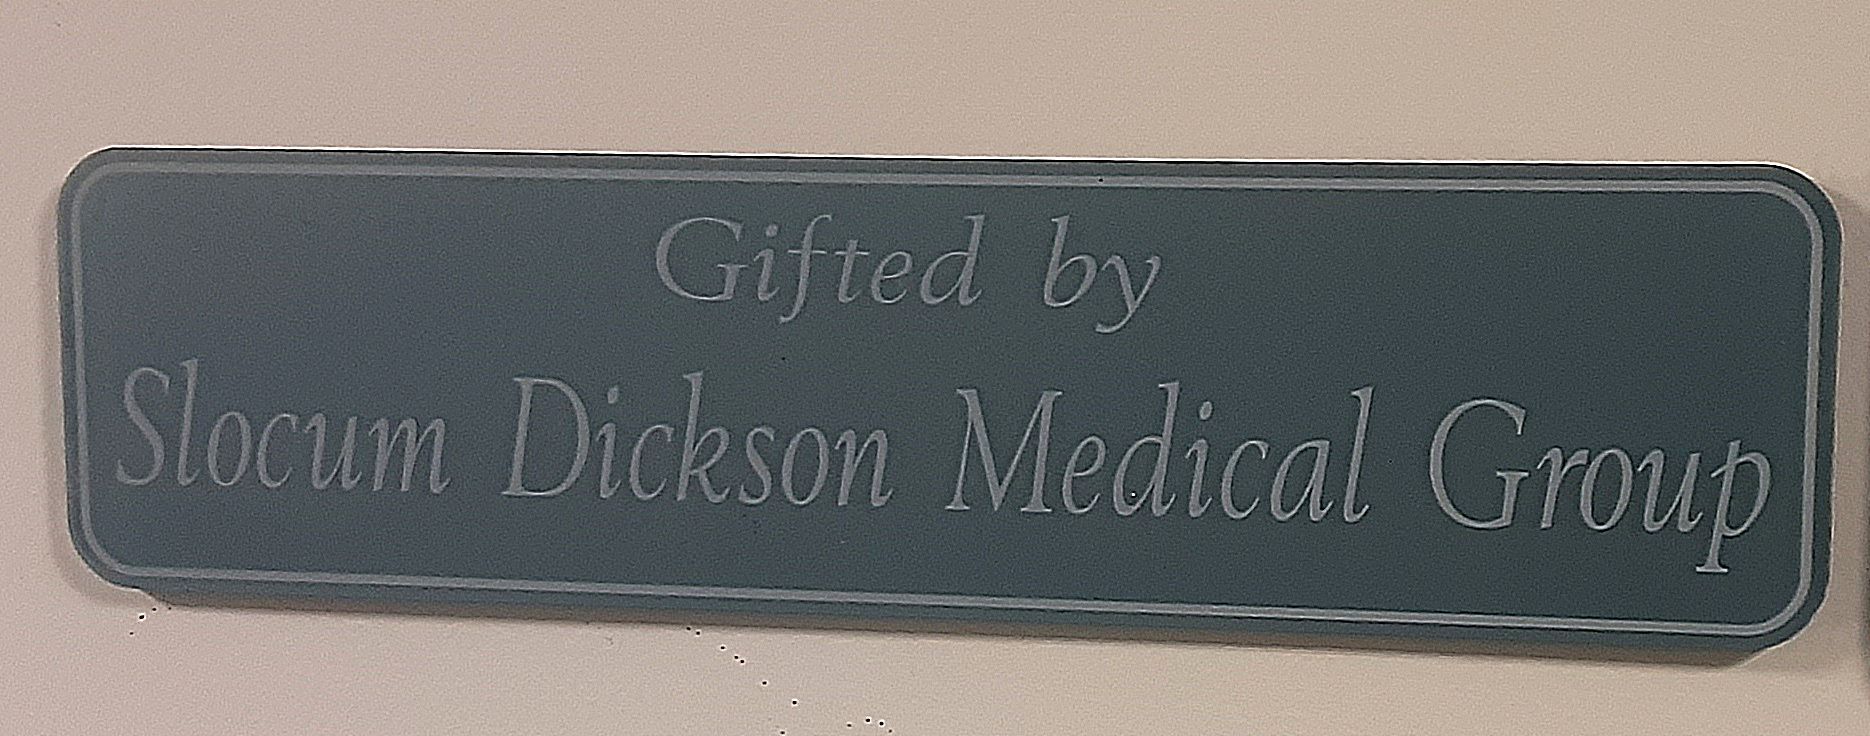 Gifted by
Slocum Dickson Medical Group